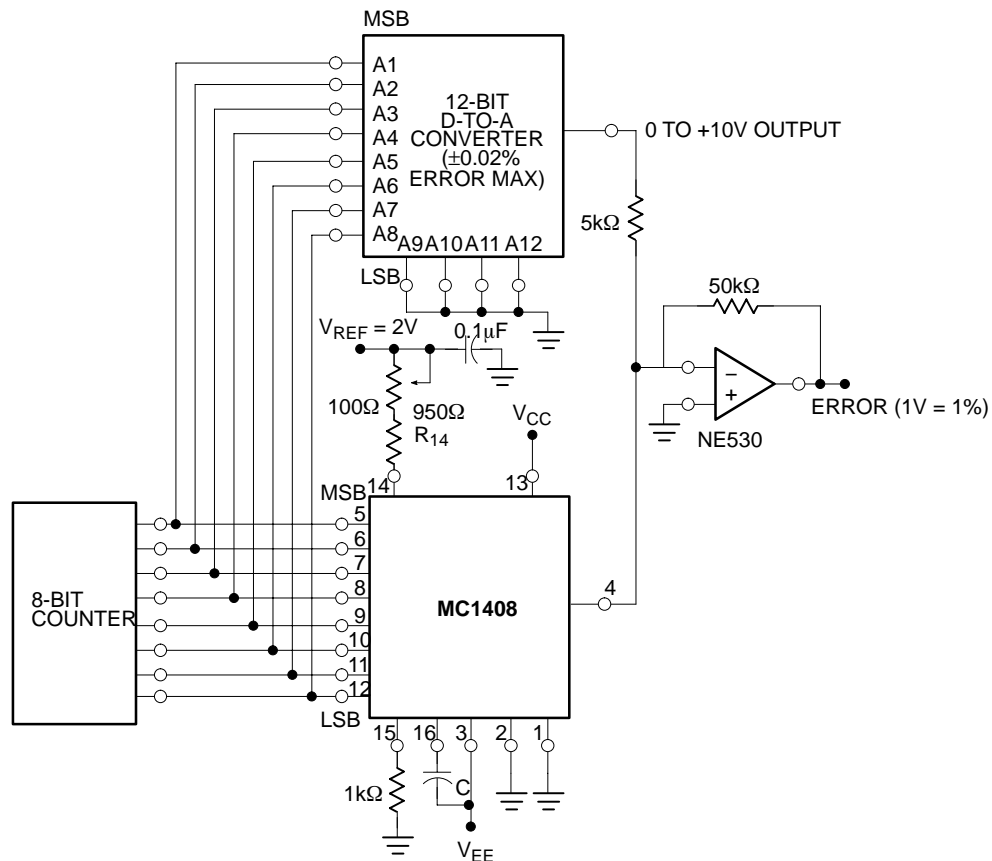 MSB
A1
A2
A3
A4
A5
A6
A7
A8
12-BIT
D-TO-A
CONVERTER
(±0.02%
ERROR MAX)
A9 A10 A11 A12
LSB
0 TO +10V OUTPUT
5kΩ
50kΩ
VREF = 2V
0.1µF
100Ω
950Ω
R14
VCC
−
+
NE530
ERROR (1V = 1%)
MSB
14
13
5
6
7
8
9
10
11
12
LSB
8-BIT
COUNTER
MC1408
4
15
16
3
2
1
1kΩ
C
VEE